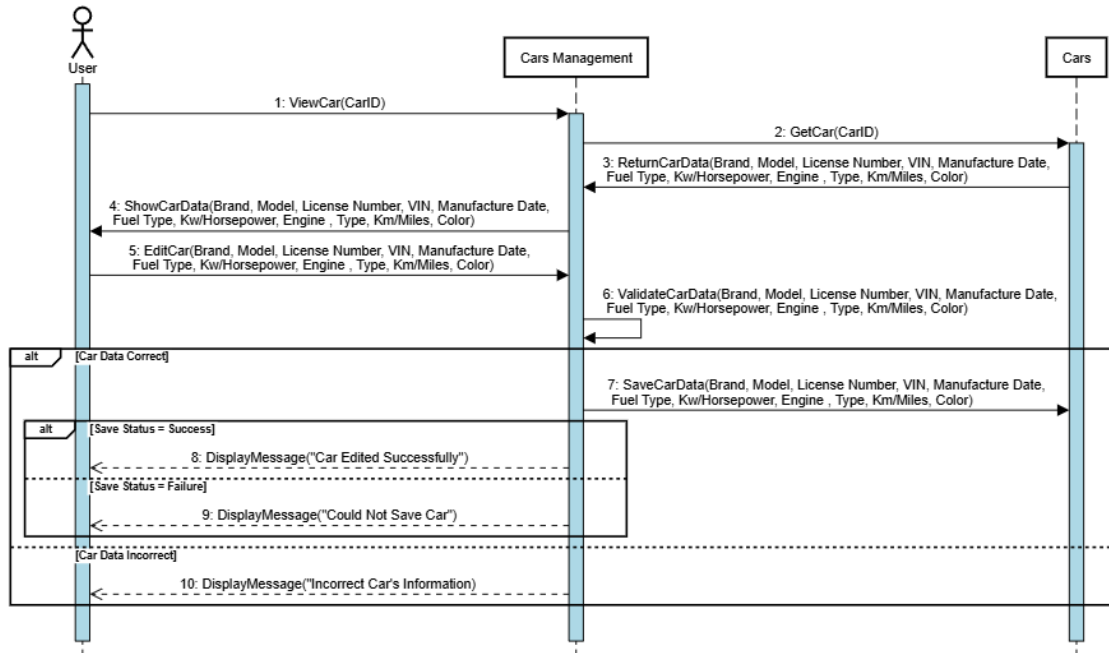 User
Cars Management
Cars
1: ViewCar(CarID)
2: GetCar(CarID)
3: ReturnCarData(Brand, Model, License Number, VIN, Manufacture Date,
Fuel Type, Kw/Horsepower, Engine , Type, Km/Miles, Color)
4: ShowCarData(Brand, Model, License Number, VIN, Manufacture Date,
Fuel Type, Kw/Horsepower, Engine , Type, Km/Miles, Color)
5: EditCar(Brand, Model, License Number, VIN, Manufacture Date,
Fuel Type, Kw/Horsepower, Engine , Type, Km/Miles, Color)
6: ValidateCarData(Brand, Model, License Number, VIN, Manufacture Date,
Fuel Type, Kw/Horsepower, Engine , Type, Km/Miles, Color)
alt [Car Data Correct]
7: SaveCarData(Brand, Model, License Number, VIN, Manufacture Date,
Fuel Type, Kw/Horsepower, Engine , Type, Km/Miles, Color)
alt [Save Status = Success]
8: DisplayMessage("Car Edited Successfully")
[Save Status = Failure]
9: DisplayMessage("Could Not Save Car")
[Car Data Incorrect]
10: DisplayMessage("Incorrect Car's Information)